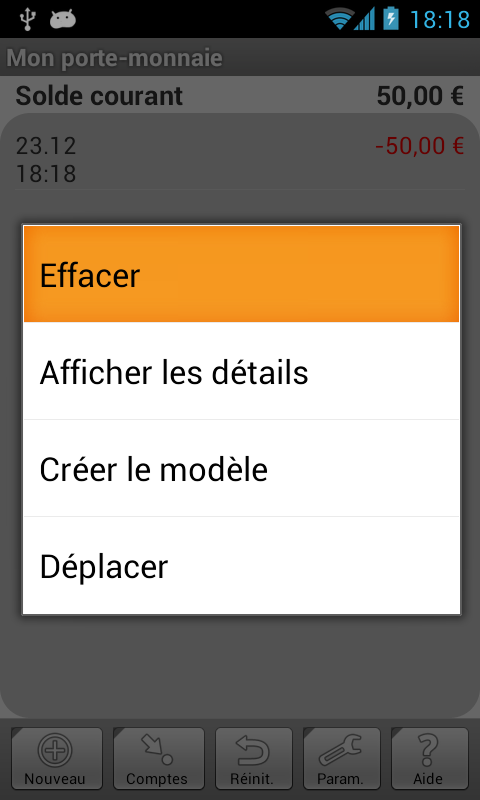 18:18
Mon porte-monnaie
Solde courant 50,00 €
23.12 -50,00 €
18:18
Effacer
Afficher les détails
Créer le modèle
Déplacer
Nouveau Comptes Réinit. Param. Aide